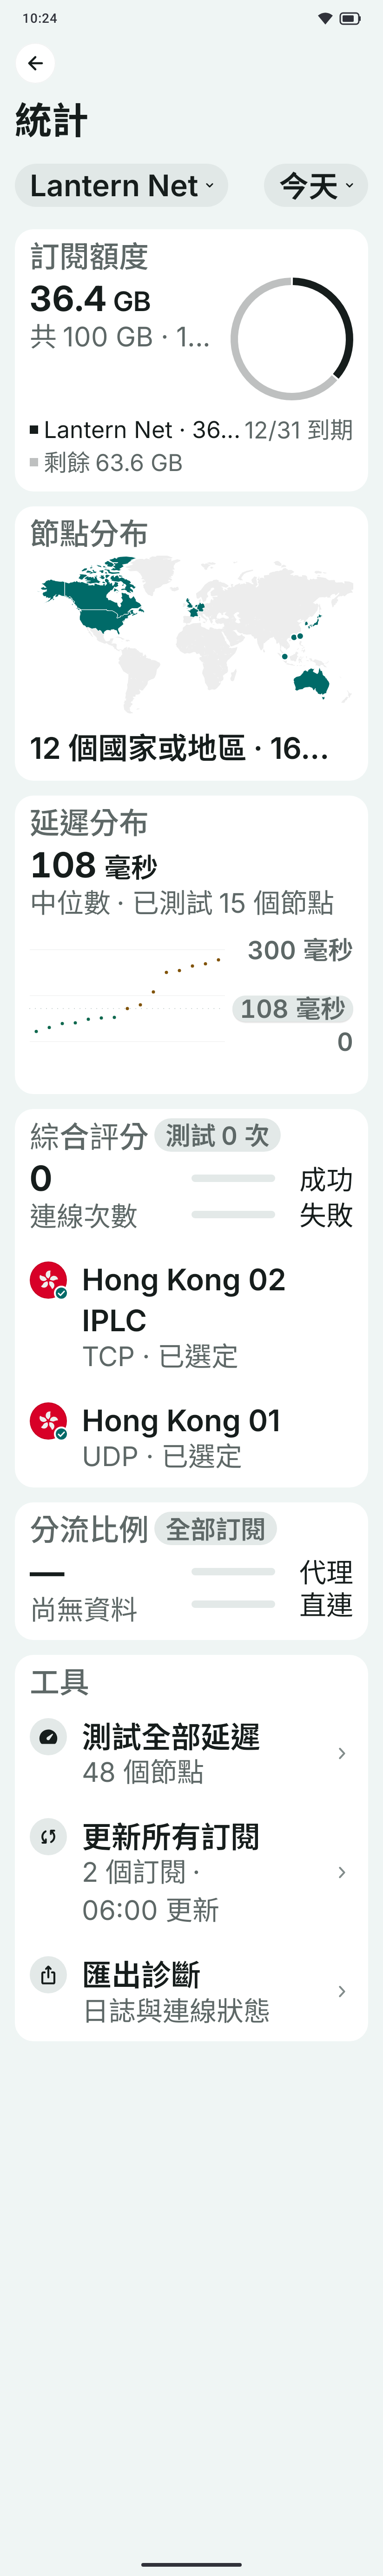 10:24
統計
Lantern Net
今天
訂閱額度
36.4 GB
共 100 GB · 1...
Lantern Net · 36... 12/31 到期
剩餘 63.6 GB
節點分布
12 個國家或地區 · 16...
延遲分布
108 毫秒
中位數 · 已測試 15 個節點
300 毫秒
108 毫秒
0
綜合評分 測試 0 次
0
連線次數
成功
失敗
Hong Kong 02
IPLC
TCP · 已選定
Hong Kong 01
UDP · 已選定
分流比例 全部訂閱
—
尚無資料
代理
直連
工具
測試全部延遲
48 個節點
更新所有訂閱
2 個訂閱 ·
06:00 更新
匯出診斷
日誌與連線狀態